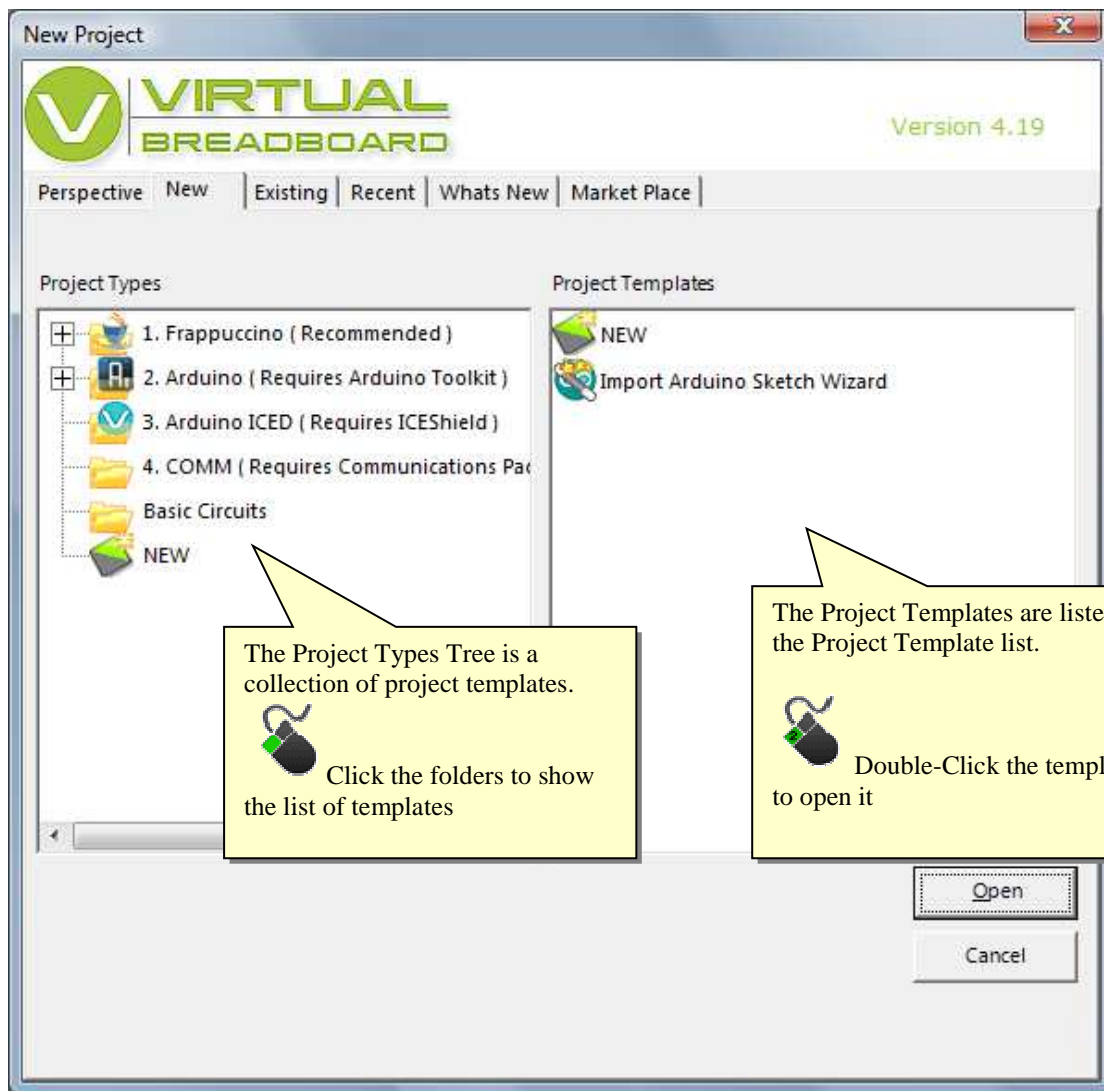 New Project
VIRTUAL
BREADBOARD
Version 4.19
Perspective New Existing Recent Whats New Market Place
Project Types
1. Frappuccino ( Recommended )
2. Arduino ( Requires Arduino Toolkit )
3. Arduino ICED ( Requires ICEShield )
4. COMM ( Requires Communications
Basic Circuits
NEW
Project Templates
NEW
Import Arduino Sketch Wizard
The Project Types Tree is a
collection of project templates.
Click the folders to show
the list of templates
The Project Templates are
the Project Template list.
2
Double-Click the
to open it
Open
Cancel